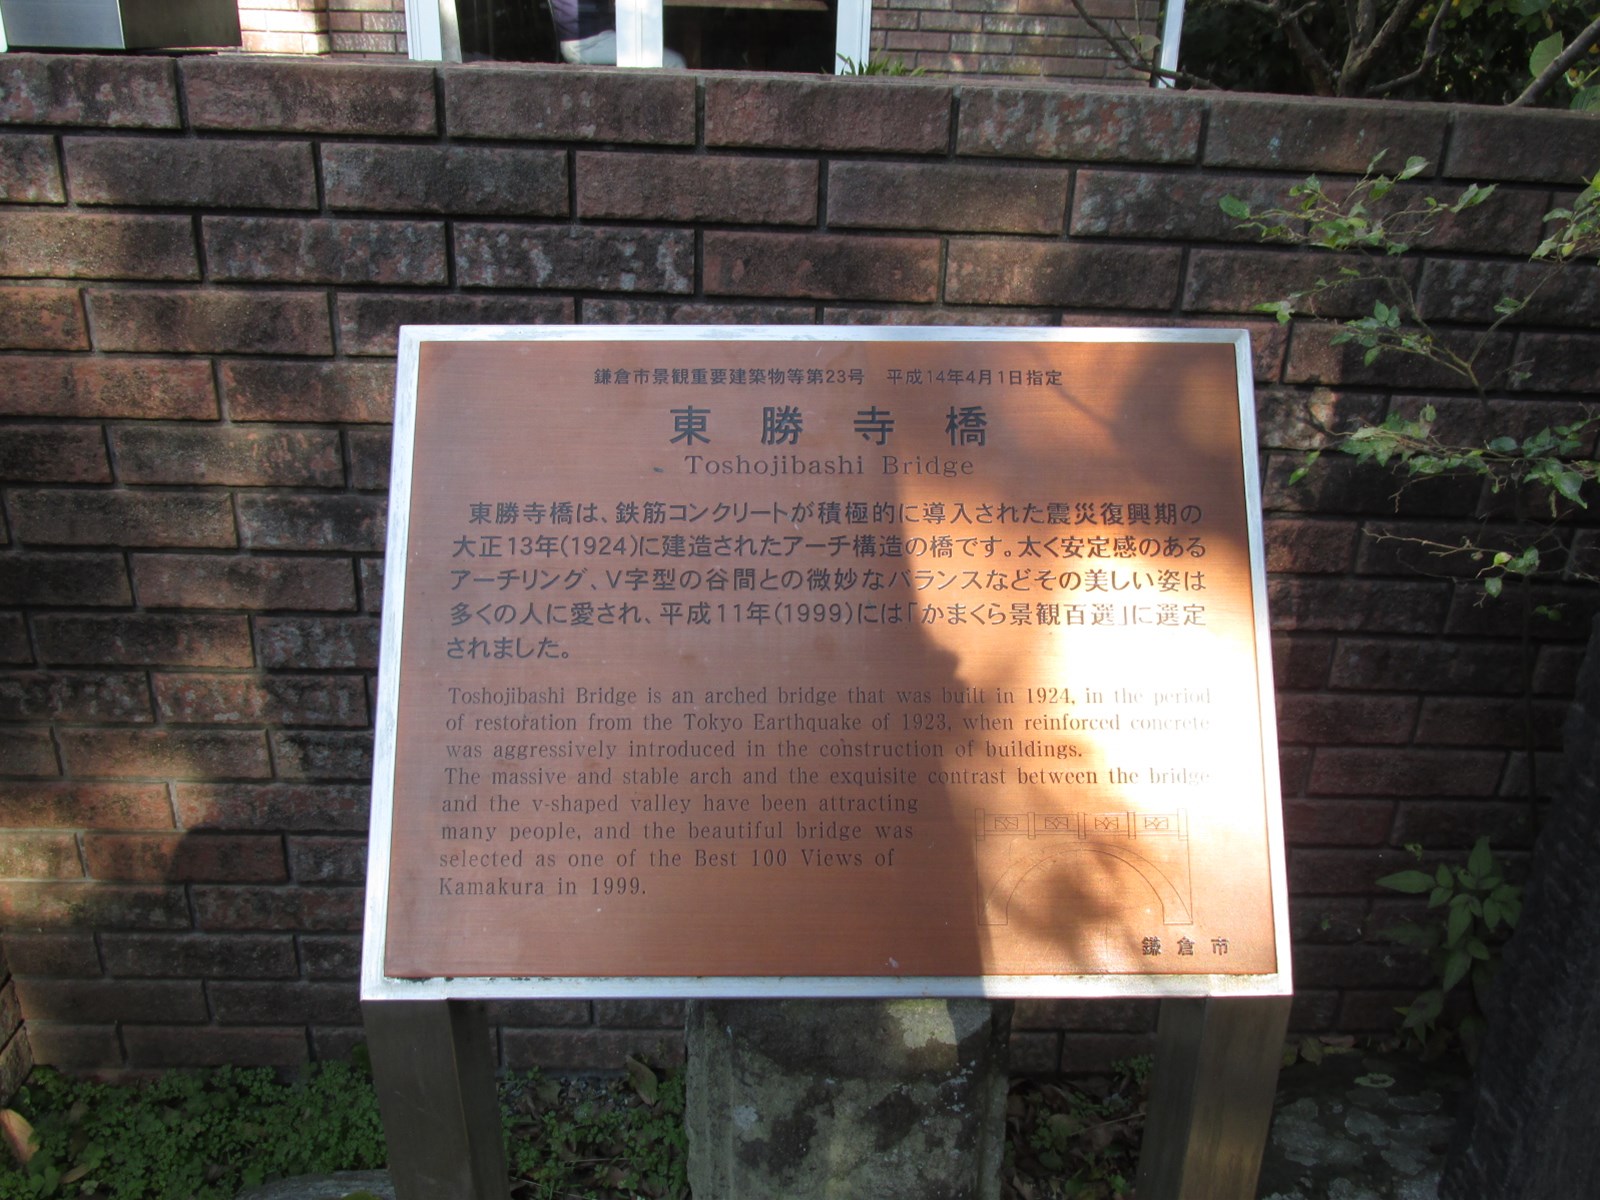 鎌倉市景観重要建築物等第23号　平成14年4月1日指定
東勝寺橋
Toshojibashi Bridge
東勝寺橋は、鉄筋コンクリートが積極的に導入された震災復興期の
大正13年(1924)に建造されたアーチ構造の橋です。太く安定感のある
アーチリング、V字型の谷間との微妙なバランスなどその美しい姿は
多くの人に愛され、平成11年(1999)には「かまくら景観百選」に選定
されました。
Toshojibashi Bridge is an arched bridge that was built in 1924, in the period
of restoration from the Tokyo Earthquake of 1923, when reinforced concrete
was aggressively introduced in the construction of buildings.
The massive and stable arch and the exquisite contrast between the bridge
and the v-shaped valley have been attracting
many people, and the beautiful bridge was
selected as one of the Best 100 Views of
Kamakura in 1999.
鎌倉市